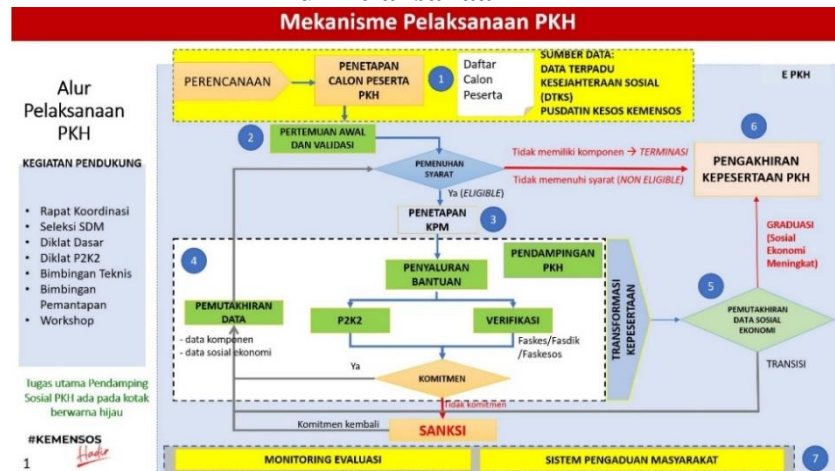 Mekanisme Pelaksanaan PKH
Alur
Pelaksanaan
PKH
KEGIATAN PENDUKUNG
• Rapat Koordinasi
• Seleksi SDM
• Diklat Dasar
• Diklat P2K2
• Bimbingan Teknis
• Bimbingan
Pemantapan
• Workshop
Tugas utama Pendamping
Sosial PKH ada pada kotak
berwarna hijau
#KEMENSOS
Hadir
1
PERENCANAAN
PENETAPAN
CALON PESERTA
PKH
1
Daftar
Calon
Peserta
SUMBER DATA:
DATA TERPADU
KESEJAHTERAAN SOSIAL
(DTKS)
PUSDATIN KESOS KEMENSOS
E PKH
2
PERTEMUAN AWAL
DAN VALIDASI
PEMENUHAN
SYARAT
Tidak memiliki komponen → TERMINASI
Tidak memenuhi syarat (NON ELIGIBLE)
6
PENGAKHIRAN
KEPESERTAAN PKH
Ya (ELIGIBLE)
PENETAPAN
KPM
3
4
PENYALURAN
BANTUAN
PENDAMPINGAN
PKH
PEMUTAKHIRAN
DATA
- data komponen
- data sosial ekonomi
P2K2
VERIFIKASI
Faskes/Fasdik
/Faskesos
Ya
KOMITMEN
Tidak komitmen
Komitmen kembali
SANKSI
TRANSFORMASI
KEPESERTAAN
GRADUASI
(Sosial
Ekonomi
Meningkat)
5
PEMUTAKHIRAN
DATA SOSIAL
EKONOMI
TRANSISI
MONITORING EVALUASI
SISTEM PENGADUAN MASYARAKAT
7